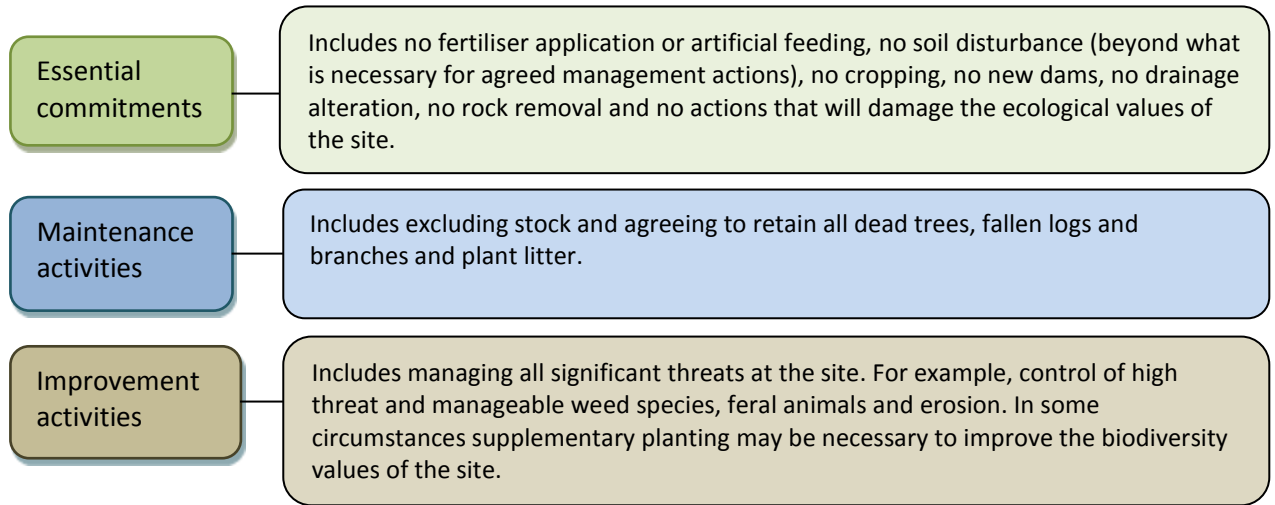 Essential
commitments
Includes no fertiliser application or artificial feeding, no soil disturbance (beyond what
is necessary for agreed management actions), no cropping, no new dams, no drainage
alteration, no rock removal and no actions that will damage the ecological values of
the site.
Maintenance
activities
Includes excluding stock and agreeing to retain all dead trees, fallen logs and
branches and plant litter.
Improvement
activities
Includes managing all significant threats at the site. For example, control of high
threat and manageable weed species, feral animals and erosion. In some
circumstances supplementary planting may be necessary to improve the biodiversity
values of the site.